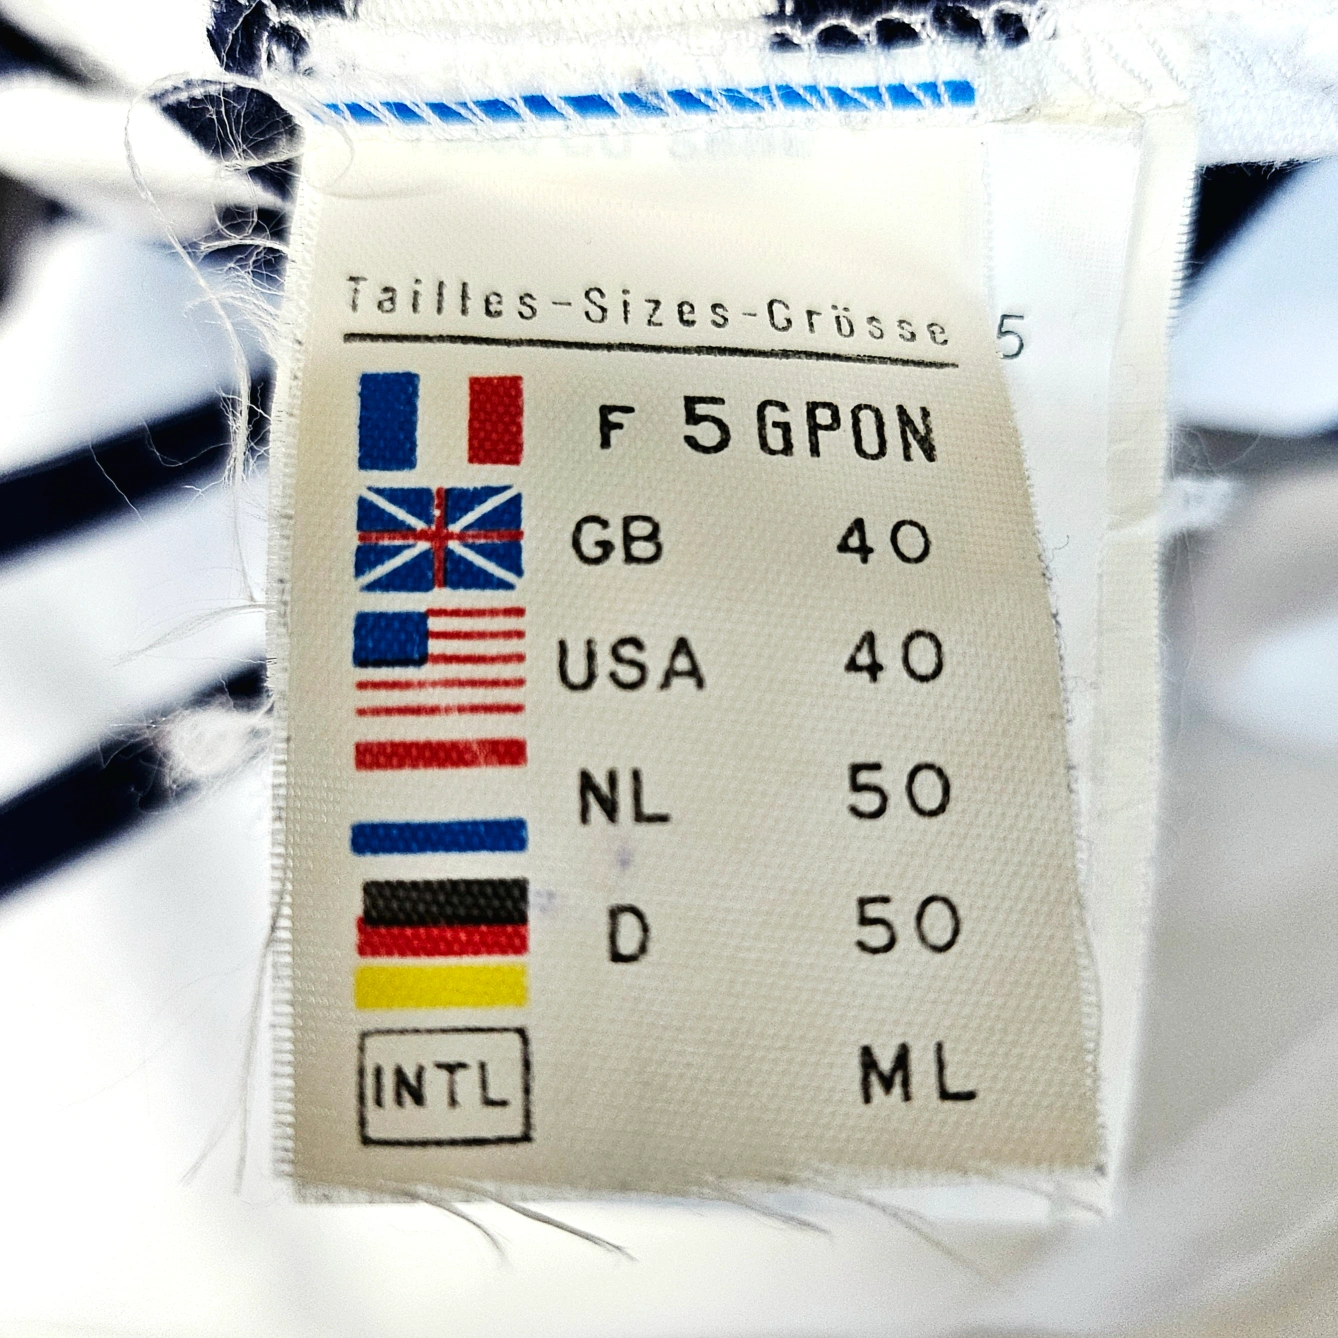 Tailles-Sizes-Grösse
5
F 5 GPON
GB 40
USA 40
NL 50
D 50
INTL ML